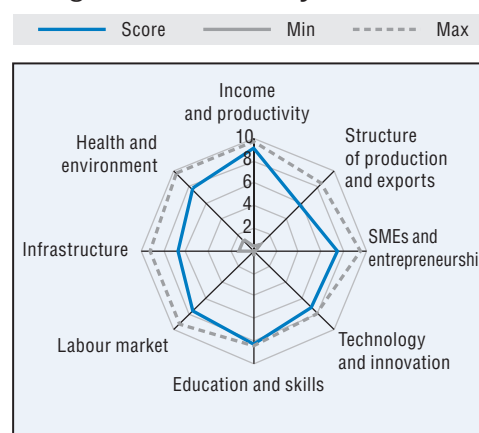 Score Min Max
Income
and productivity
Health and
environment
Structure
of production
and exports
10
8
6
4
2
Infrastructure
SMEs and
entrepreneurshi
Labour market
Technology
and innovation
Education and skills